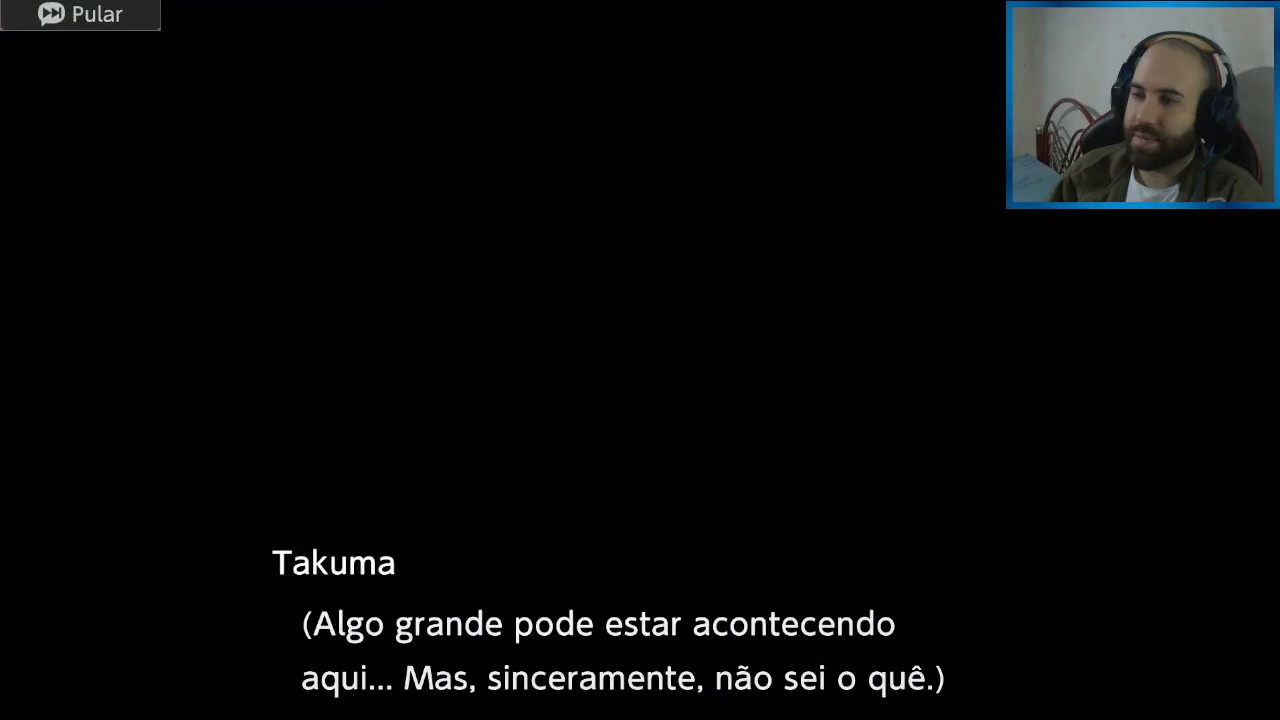 Pular
Takuma
(Algo grande pode estar acontecendo
aqui... Mas, sinceramente, não sei o quê.)